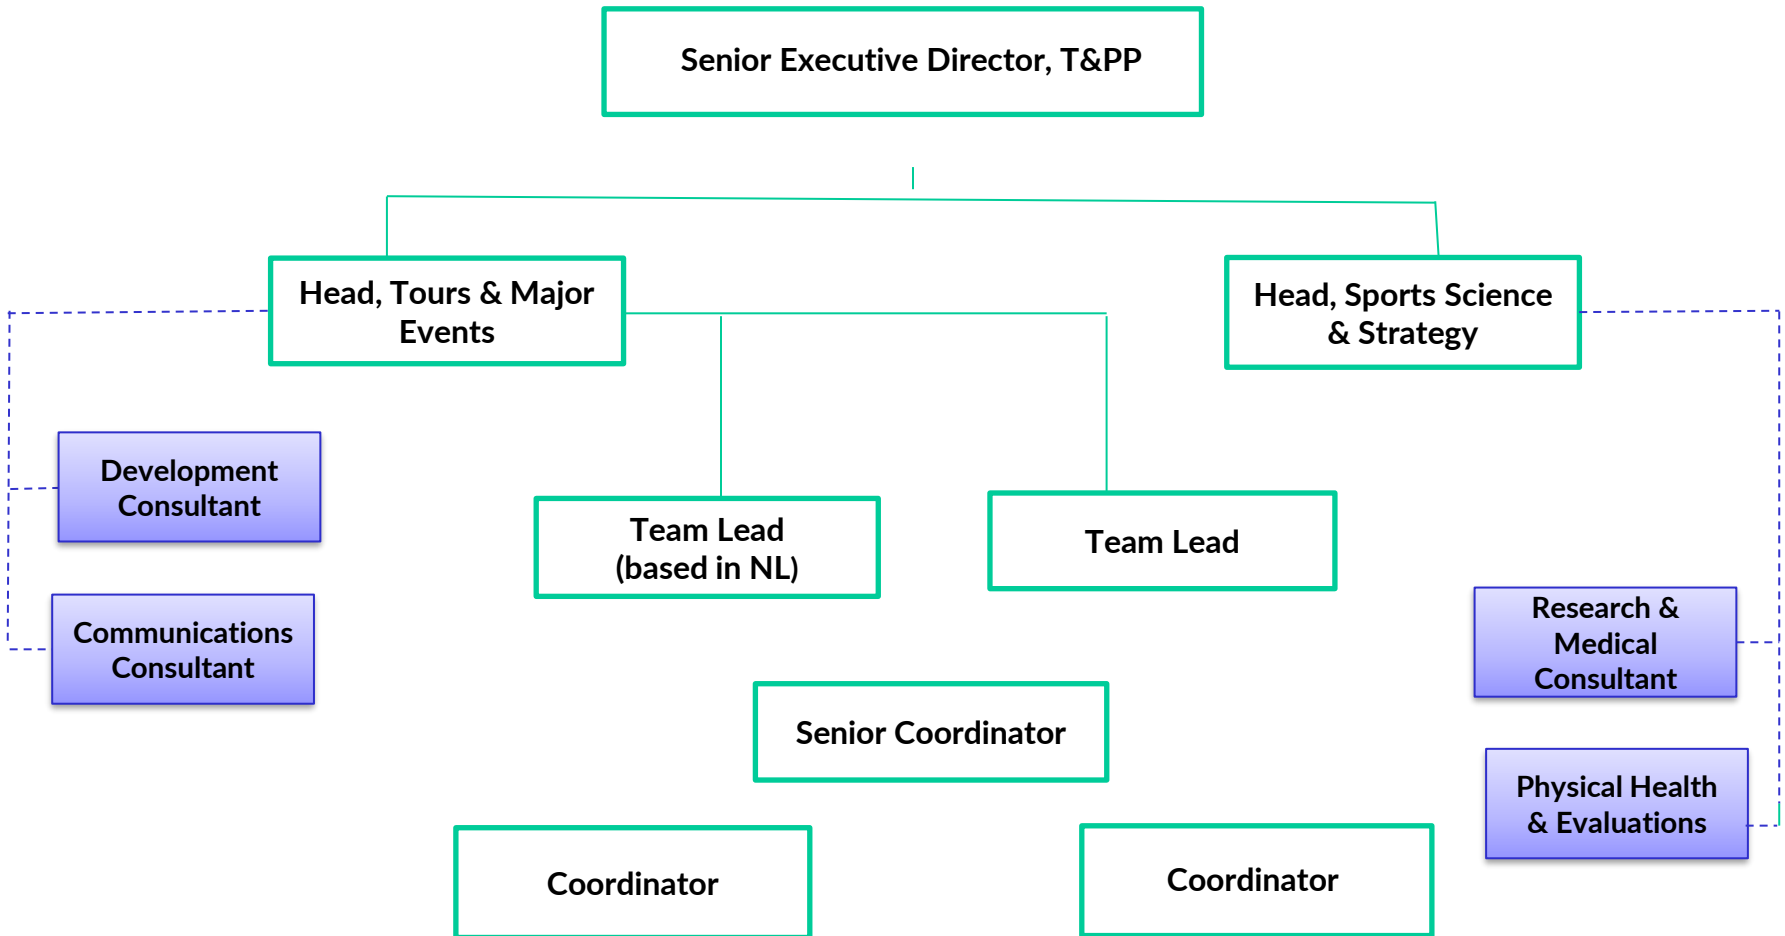 Senior Executive Director, T&PP
Head, Tours & Major
Events
Head, Sports Science
& Strategy
Development
Consultant
Team Lead
(based in NL)
Team Lead
Communications
Consultant
Research &
Medical
Consultant
Senior Coordinator
Physical Health
& Evaluations
Coordinator
Coordinator